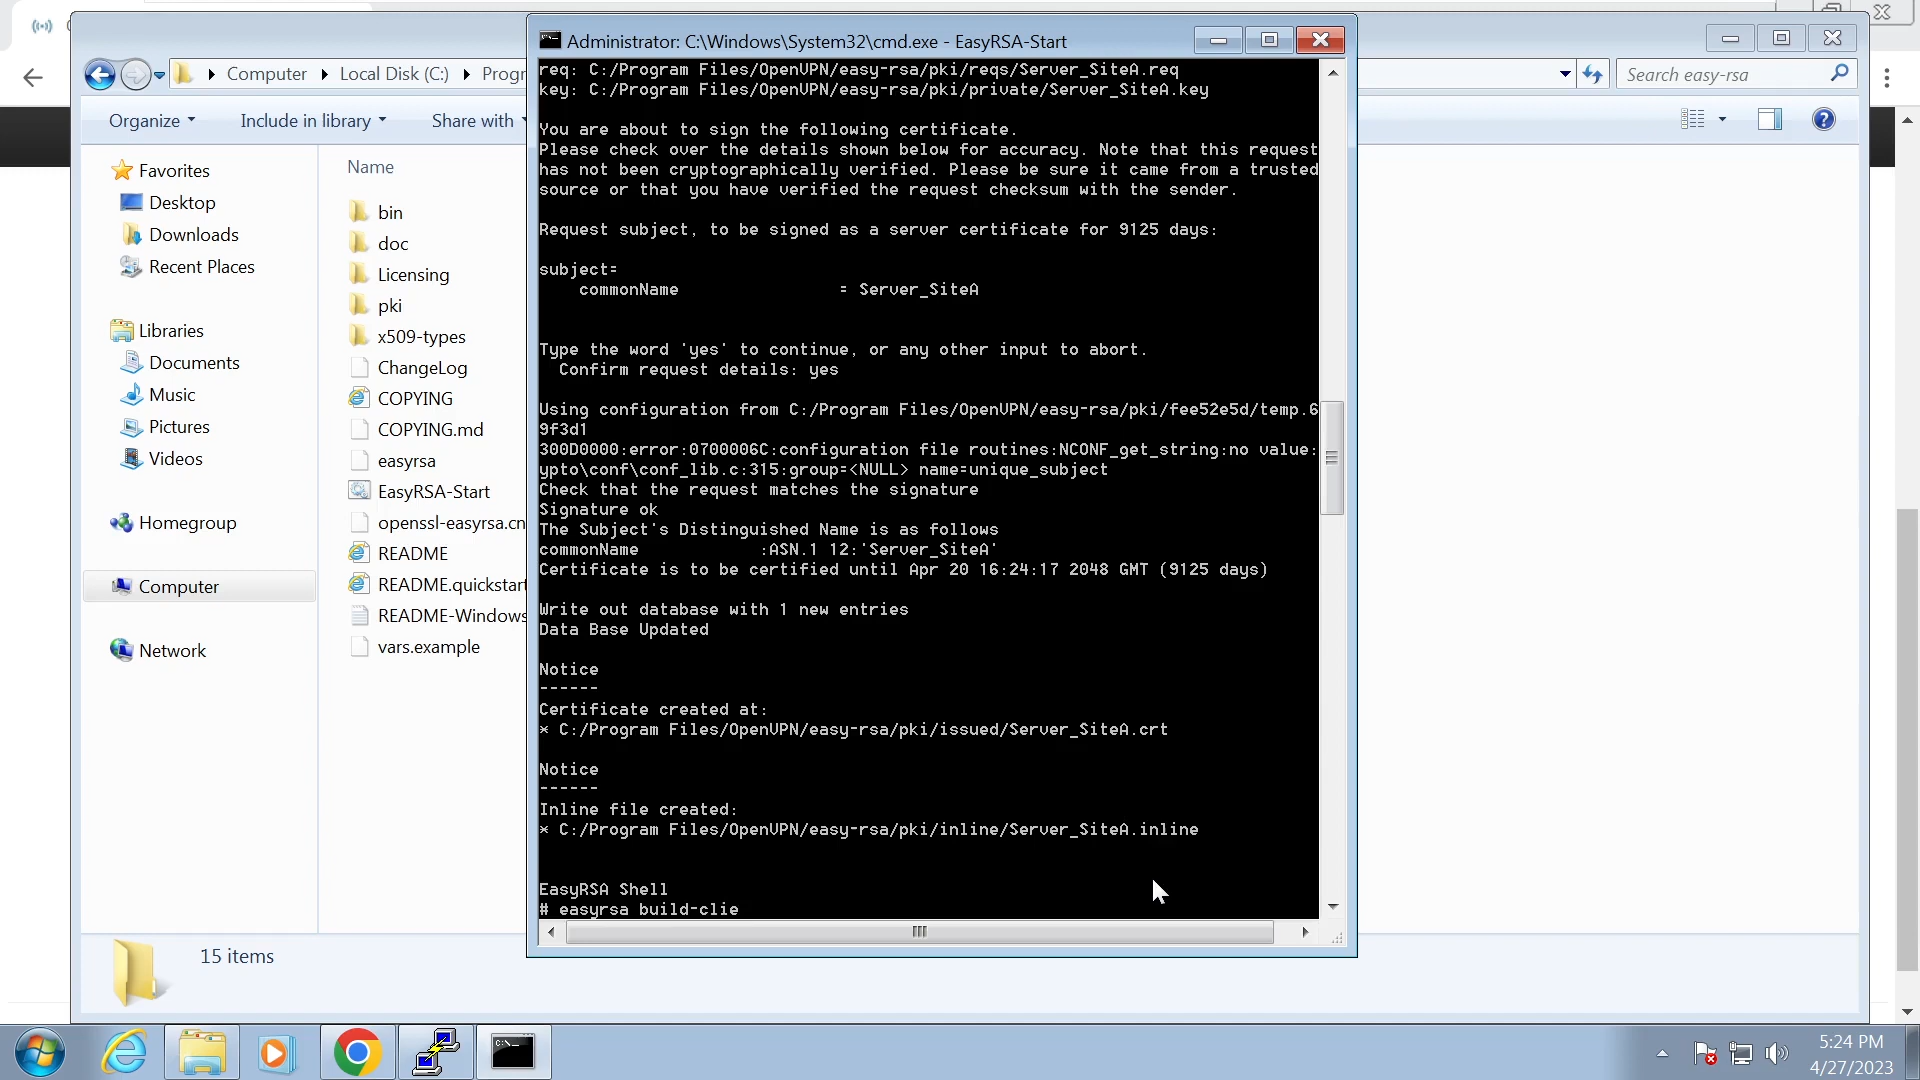 Administrator: C:\Windows\System32\cmd.exe - EasyRSA-Start
Computer
Local Disk (C:)
Search easy-rsa
Organize
Include in library
Share with
Favorites
Desktop
Downloads
Recent Places
Libraries
Documents
Music
Pictures
Videos
Homegroup
Computer
Network
Name
bin
doc
Licensing
pki
x509-types
ChangeLog
COPYING
COPYING.md
easyrsa
EasyRSA-Start
openssl-easyrsa.cn
README
README.quickstart
README-Windows
vars.example
req: C:/Program Files/OpenVPN/easy-rsa/pki/reqs/Server_SiteA.req
key: C:/Program Files/OpenVPN/easy-rsa/pki/private/Server_SiteA.key
You are about to sign the following certificate.
Please check over the details shown below for accuracy. Note that this request
has not been cryptographically verified. Please be sure it came from a trusted
source or that you have verified the request checksum with the sender.
Request subject, to be signed as a server certificate for 9125 days:
subject=
commonName = Server_SiteA
Type the word 'yes' to continue, or any other input to abort.
Confirm request details: yes
Using configuration from C:/Program Files/OpenVPN/easy-rsa/pki/fee52e5d/temp.6
9f3d1
300D0000:error:0700006C:configuration file routines:NCONF_get_string:no value:
ypto\conf\conf_lib.c:315:group=<NULL> name=unique_subject
Check that the request matches the signature
Signature ok
The Subject's Distinguished Name is as follows
commonName :ASN.1 12:'Server_SiteA'
Certificate is to be certified until Apr 20 16:24:17 2048 GMT (9125 days)
Write out database with 1 new entries
Data Base Updated
Notice
------
Certificate created at:
* C:/Program Files/OpenVPN/easy-rsa/pki/issued/Server_SiteA.crt
Notice
------
Inline file created:
* C:/Program Files/OpenVPN/easy-rsa/pki/inline/Server_SiteA.inline
EasyRSA Shell
# easyrsa build-clie
15 items
5:24 PM
4/27/2023